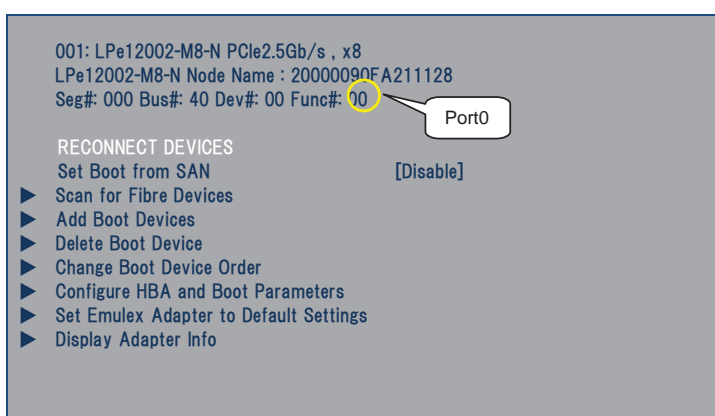 001: LPe12002-M8-N PCIe2.5Gb/s , x8
LPe12002-M8-N Node Name : 20000090FA211128
Seg#: 000 Bus#: 40 Dev#: 00 Func#: 00
Port0
RECONNECT DEVICES
Set Boot from SAN [Disable]
▶ Scan for Fibre Devices
▶ Add Boot Devices
▶ Delete Boot Device
▶ Change Boot Device Order
▶ Configure HBA and Boot Parameters
▶ Set Emulex Adapter to Default Settings
▶ Display Adapter Info